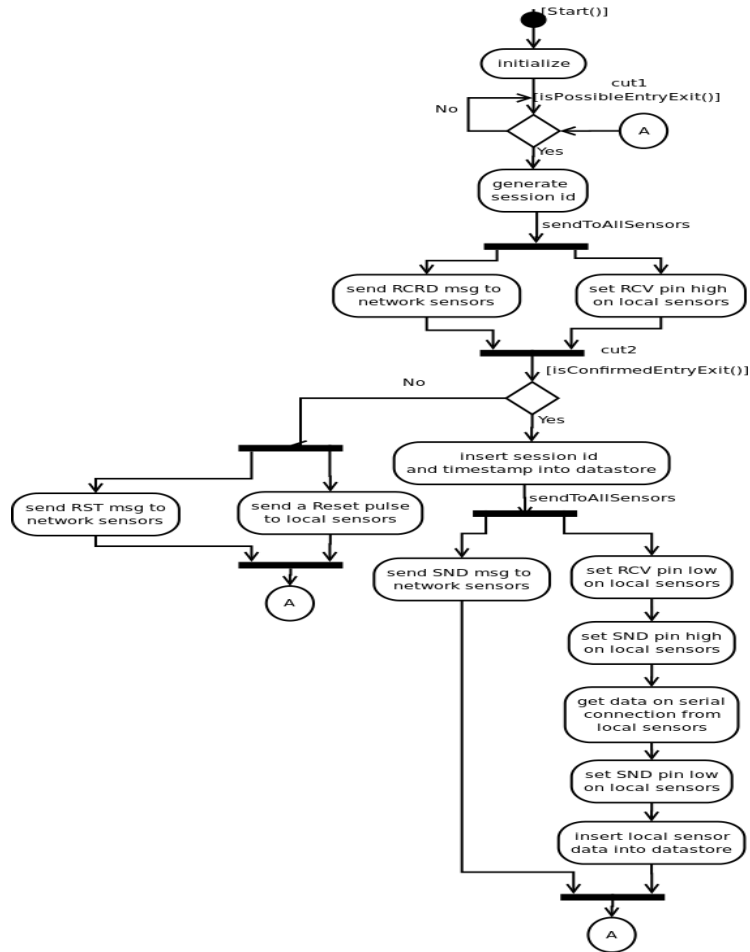 [Start()]
initialize
cut1
[isPossibleEntryExit()]
No
A
Yes
generate
session id
sendToAllSensors
send RCRD msg to
network sensors
set RCV pin high
on local sensors
cut2
[isConfirmedEntryExit()]
No
Yes
insert session id
and timestamp into datastore
send RST msg to
network sensors
send a Reset pulse
to local sensors
sendToAllSensors
A
send SND msg to
network sensors
set RCV pin low
on local sensors
set SND pin high
on local sensors
get data on serial
connection from
local sensors
set SND pin low
on local sensors
insert local sensor
data into datastore
A